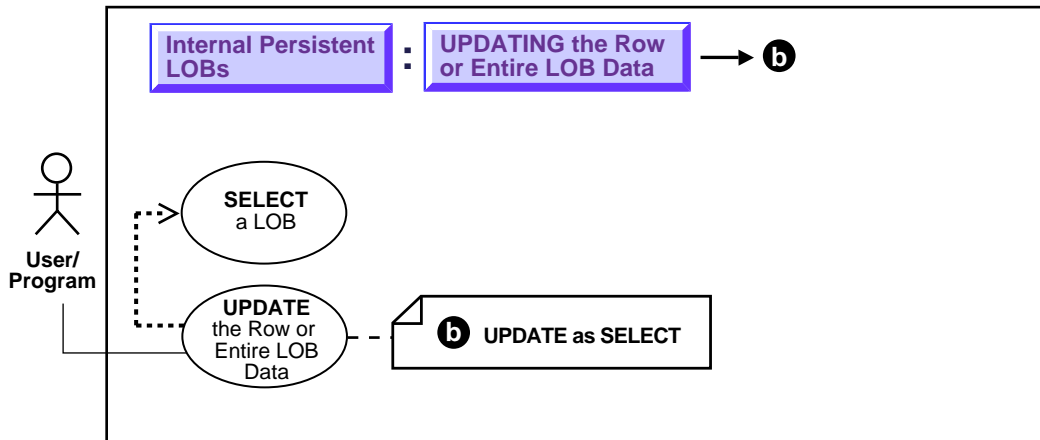 Internal Persistent
LOBs
:
UPDATING the Row
or Entire LOB Data
b
SELECT
a LOB
User/
Program
UPDATE
the Row or
Entire LOB
Data
b UPDATE as SELECT